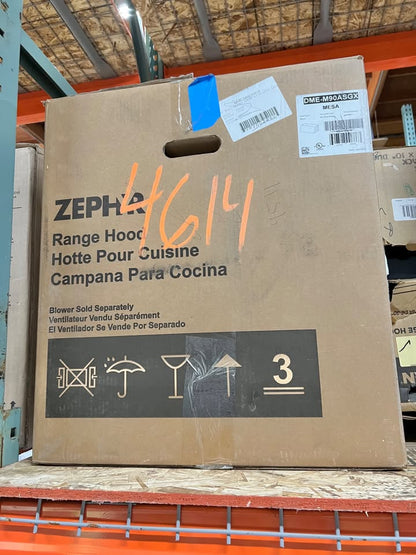 DME-M90ASGX
MESA
ZEPHYR
4614
Range Hood
Hotte Pour Cuisine
Campana Para Cocina
Blower Sold Separately
Ventilateur Vendu Séparément
El Ventilador Se Vende Por Separado
3